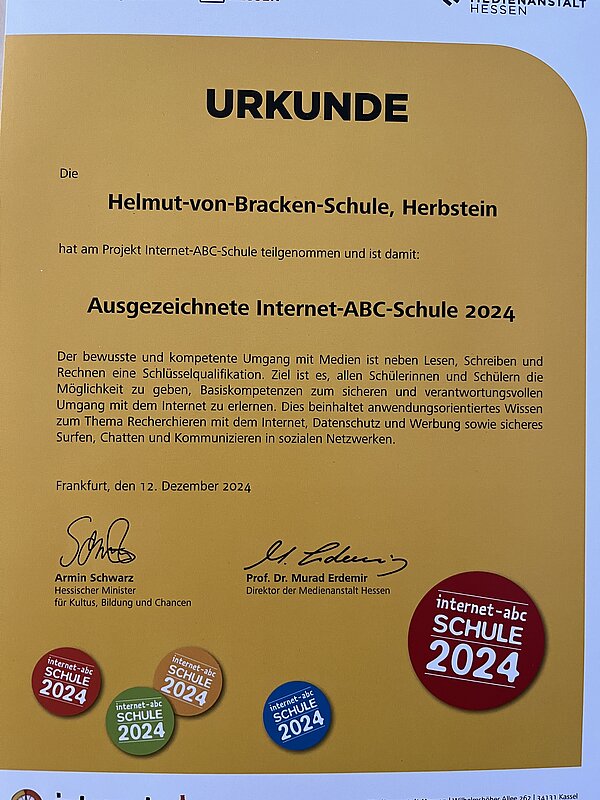 MEDIENANSTALT
HESSEN
URKUNDE
Die
Helmut-von-Bracken-Schule, Herbstein
hat am Projekt Internet-ABC-Schule teilgenommen und ist damit:
Ausgezeichnete Internet-ABC-Schule 2024
Der bewusste und kompetente Umgang mit Medien ist neben Lesen, Schreiben und
Rechnen eine Schlüsselqualifikation. Ziel ist es, allen Schülerinnen und Schülern die
Möglichkeit zu geben, Basiskompetenzen zum sicheren und verantwortungsvollen
Umgang mit dem Internet zu erlernen. Dies beinhaltet anwendungsorientiertes Wissen
zum Thema Recherchieren mit dem Internet, Datenschutz und Werbung sowie sicheres
Surfen, Chatten und Kommunizieren in sozialen Netzwerken.
Frankfurt, den 12. Dezember 2024
Armin Schwarz
Hessischer Minister
für Kultus, Bildung und Chancen
Prof. Dr. Murad Erdemir
Direktor der Medienanstalt Hessen
internet-abc
SCHULE
2024
internet-abc
SCHULE
2024
internet-abc
SCHULE
2024
internet-abc
SCHULE
2024
internet-abc
SCHULE
2024
Wilhelmshöher Allee 262 | 34131 Kassel